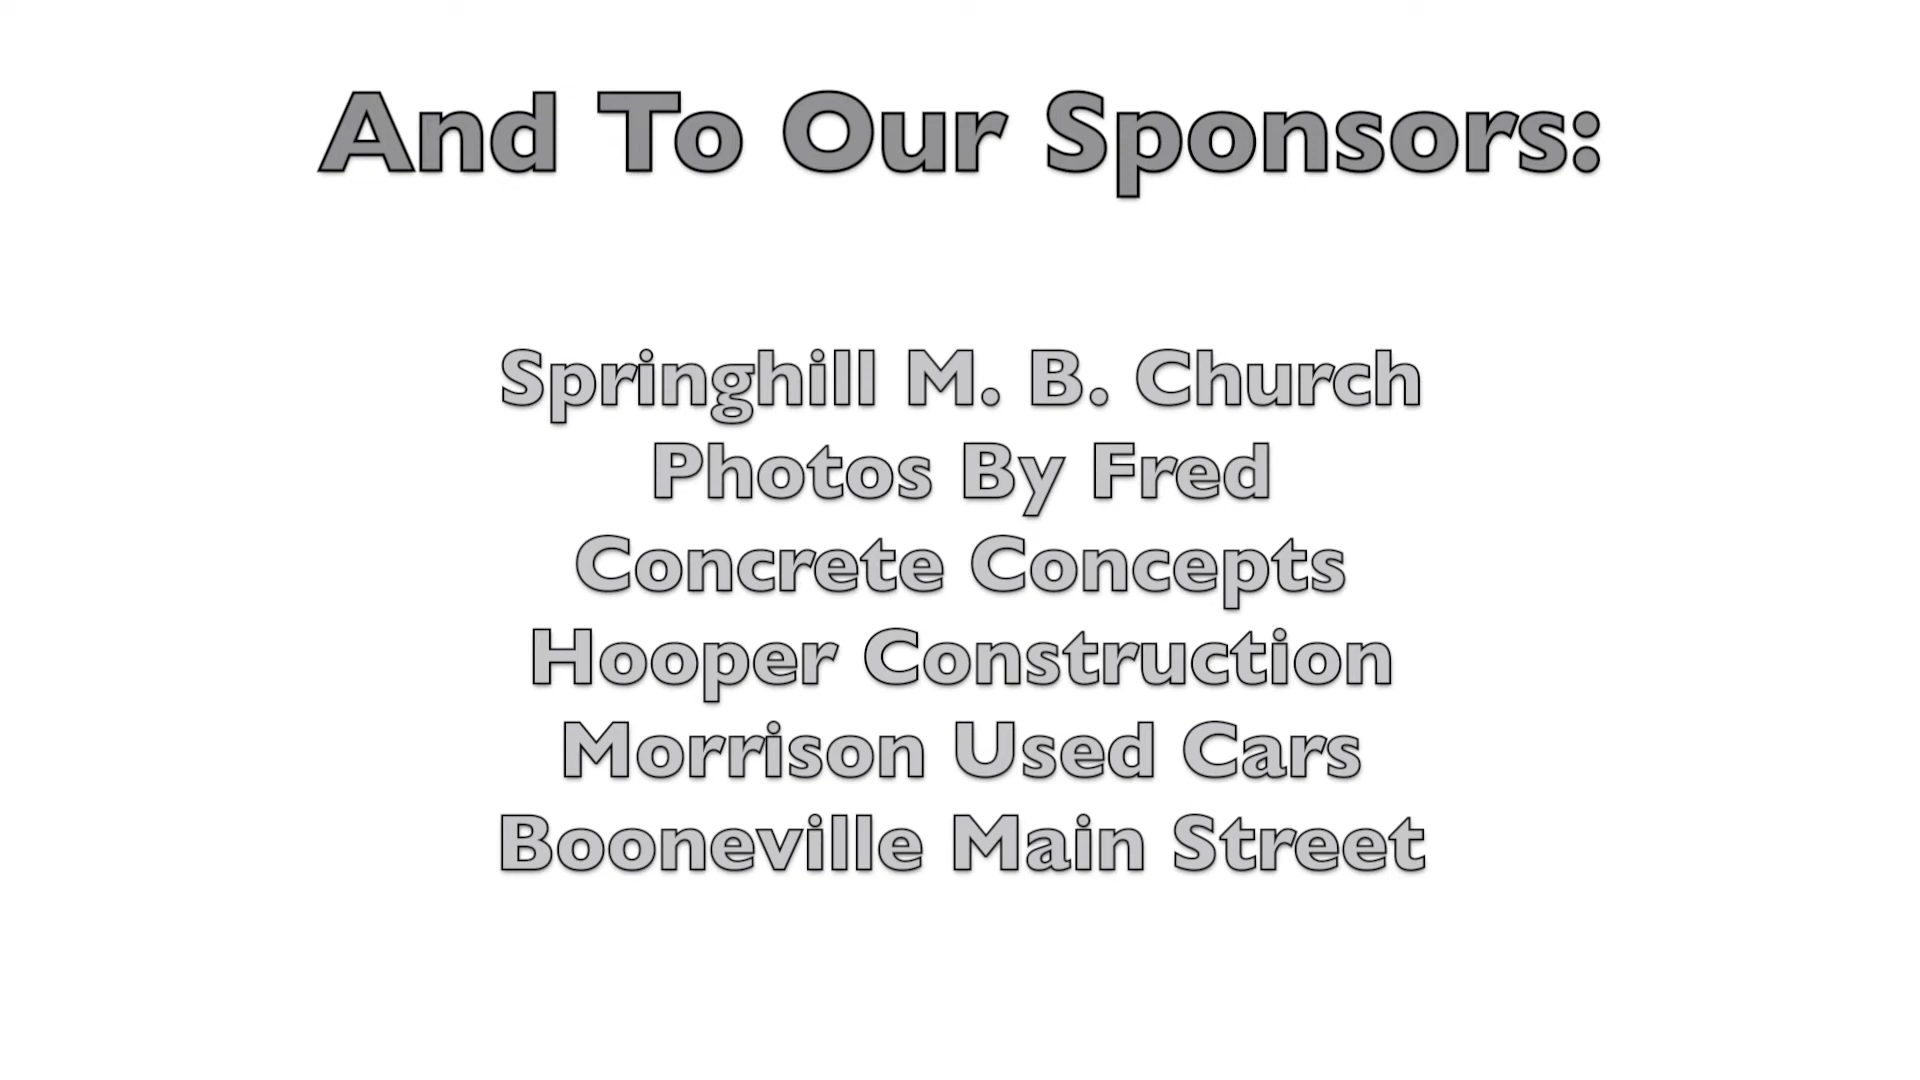 And To Our Sponsors:
Springhill M. B. Church
Photos By Fred
Concrete Concepts
Hooper Construction
Morrison Used Cars
Booneville Main Street